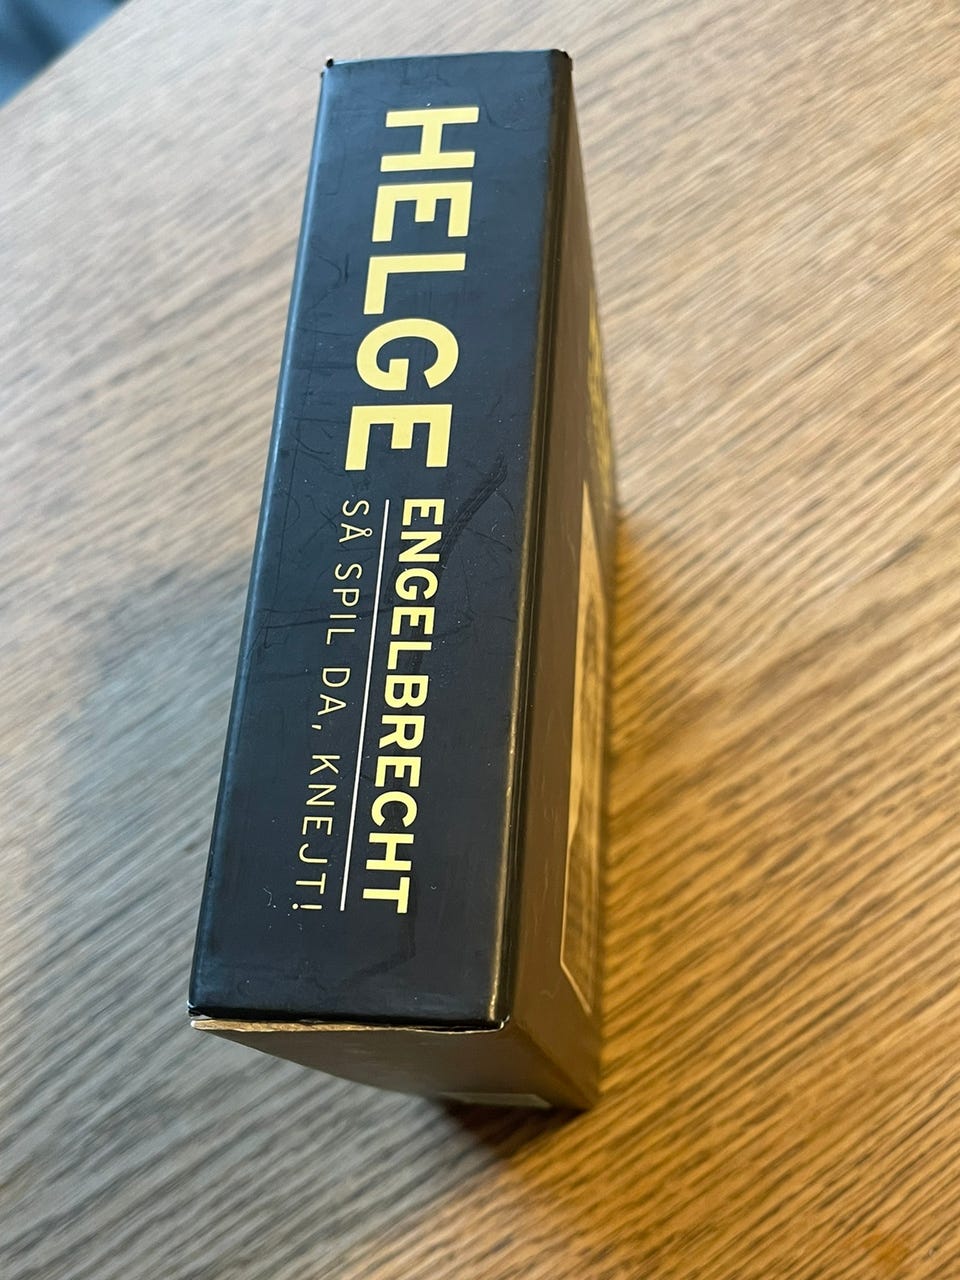 HELGE
ENGELBRECHT
SÅ SPIL DA, KNEJT!